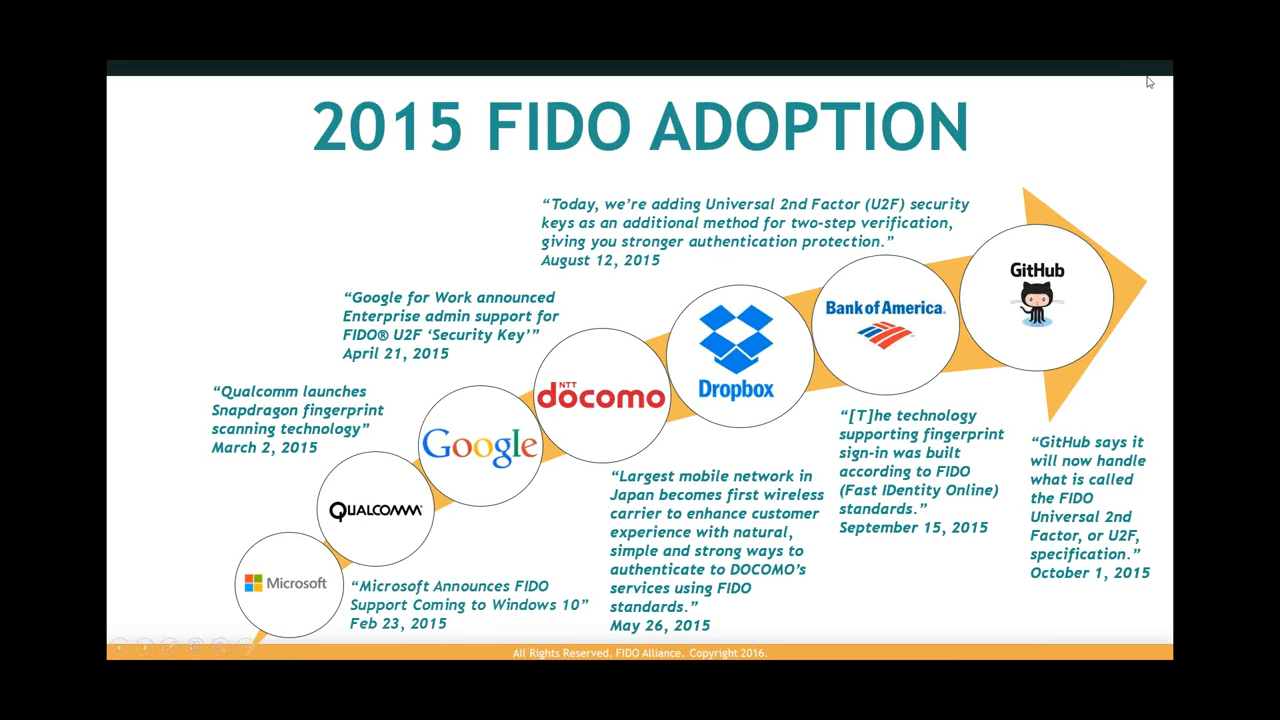 2015 FIDO ADOPTION
“Today, we’re adding Universal 2nd Factor (U2F) security
keys as an additional method for two-step verification,
giving you stronger authentication protection.”
August 12, 2015
GitHub
“Google for Work announced
Enterprise admin support for
FIDO® U2F ‘Security Key’”
April 21, 2015
Bank of America.
Dropbox
NTT
docomo
“Qualcomm launches
Snapdragon fingerprint
scanning technology”
March 2, 2015
Google
“[T]he technology
supporting fingerprint
sign-in was built
according to FIDO
(Fast IDentity Online)
standards.”
September 15, 2015
“GitHub says it
will now handle
what is called
the FIDO
Universal 2nd
Factor, or U2F,
specification.”
October 1, 2015
“Largest mobile network in
Japan becomes first wireless
carrier to enhance customer
experience with natural,
simple and strong ways to
authenticate to DOCOMO’s
services using FIDO
standards.”
May 26, 2015
QUALCOMM®
Microsoft
“Microsoft Announces FIDO
Support Coming to Windows 10”
Feb 23, 2015
All Rights Reserved. FIDO Alliance. Copyright 2016.